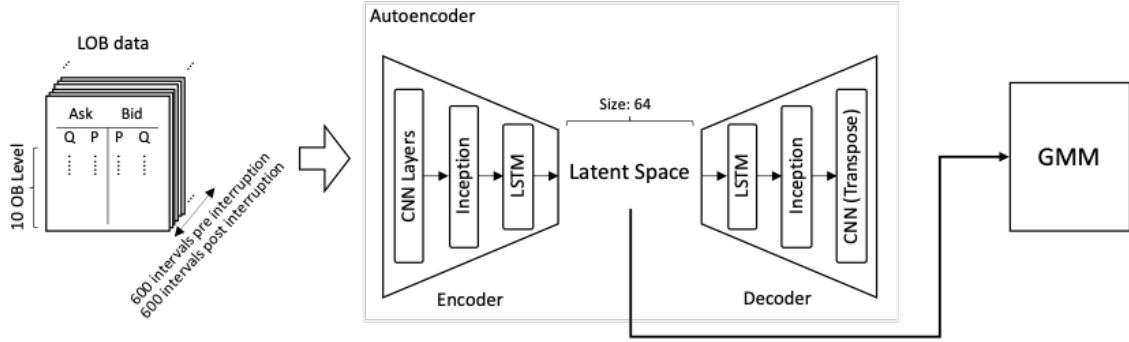 Autoencoder
LOB data
Ask Bid
Q P P Q
10 OB Level
600 intervals pre interruption
600 intervals post interruption
CNN Layers
Inception
LSTM
Encoder
Size: 64
Latent Space
LSTM
Inception
CNN (Transpose)
Decoder
GMM